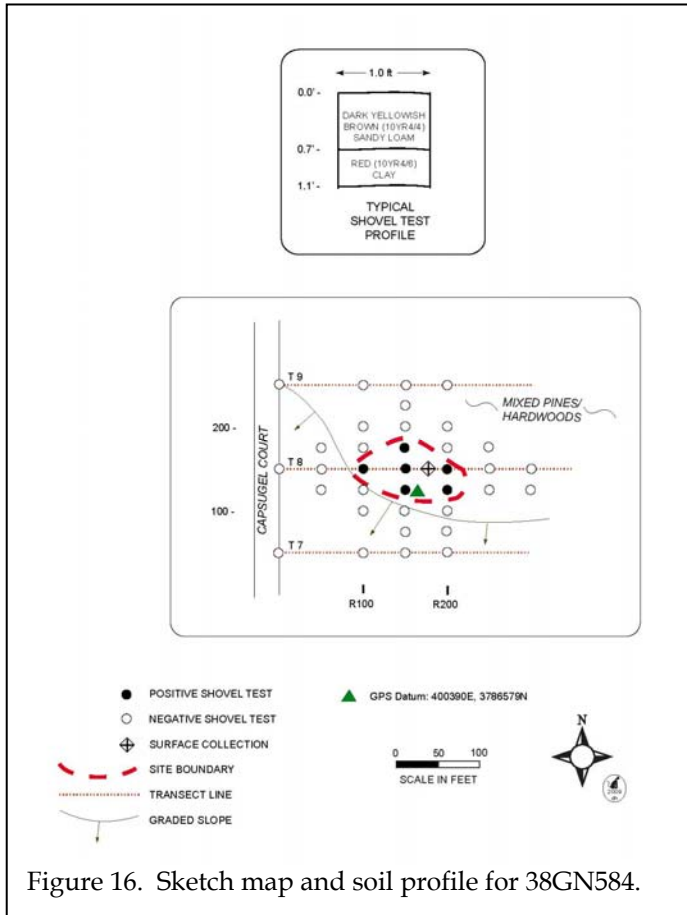 1.0 ft
0.0' -
DARK YELLOWISH
BROWN (10YR4/4)
SANDY LOAM
0.7' -
RED (10YR4/6)
CLAY
1.1' -
TYPICAL
SHOVEL TEST
PROFILE
T 9
MIXED PINES/
HARDWOODS
200 -
CAPSUGEL COURT
T 8
100 -
T 7
R100
R200
POSITIVE SHOVEL TEST
GPS Datum: 400390E, 3786579N
NEGATIVE SHOVEL TEST
SURFACE COLLECTION
N
SITE BOUNDARY
0 50 100
SCALE IN FEET
TRANSECT LINE
2009
GRADED SLOPE
Figure 16. Sketch map and soil profile for 38GN584.